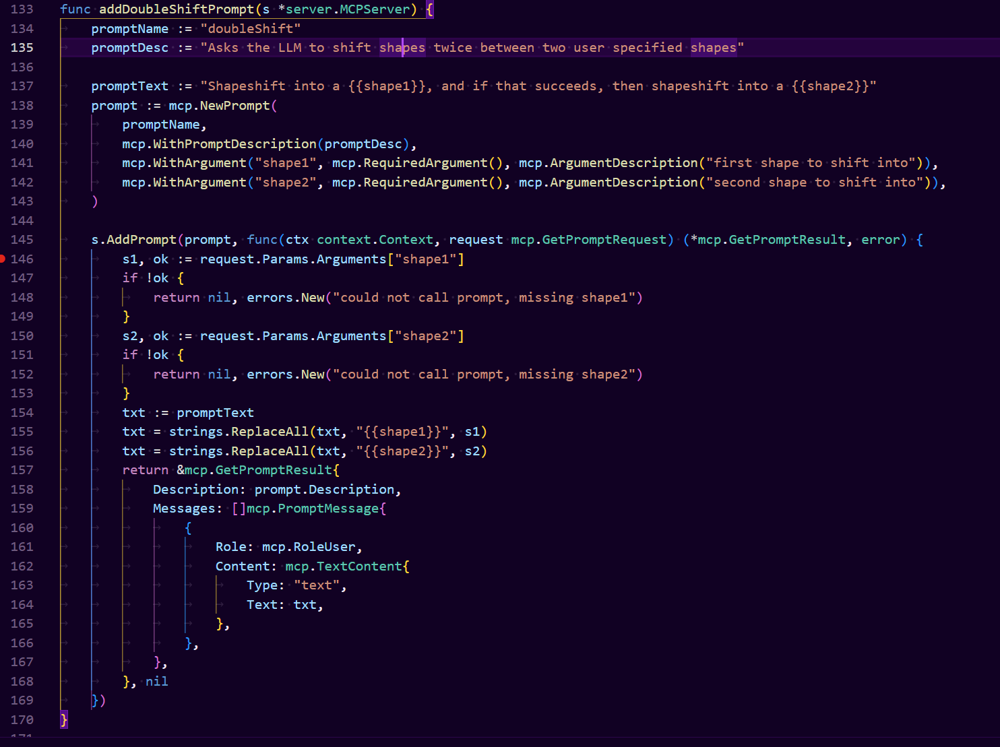 133 func addDoubleShiftPrompt(s *server.MCPServer) {
134 promptName := "doubleShift"
135 promptDesc := "Asks the LLM to shift shapes twice between two user specified shapes"
136
137 promptText := "Shapeshift into a {{shape1}}, and if that succeeds, then shapeshift into a {{shape2}}"
138 prompt := mcp.NewPrompt(
139 promptName,
140 mcp.WithPromptDescription(promptDesc),
141 mcp.WithArgument("shape1", mcp.RequiredArgument(), mcp.ArgumentDescription("first shape to shift into")),
142 mcp.WithArgument("shape2", mcp.RequiredArgument(), mcp.ArgumentDescription("second shape to shift into")),
143 )
144
145 s.AddPrompt(prompt, func(ctx context.Context, request mcp.GetPromptRequest) (*mcp.GetPromptResult, error) {
146 s1, ok := request.Params.Arguments["shape1"]
147 if !ok {
148 return nil, errors.New("could not call prompt, missing shape1")
149 }
150 s2, ok := request.Params.Arguments["shape2"]
151 if !ok {
152 return nil, errors.New("could not call prompt, missing shape2")
153 }
154 txt := promptText
155 txt = strings.ReplaceAll(txt, "{{shape1}}", s1)
156 txt = strings.ReplaceAll(txt, "{{shape2}}", s2)
157 return &mcp.GetPromptResult{
158 Description: prompt.Description,
159 Messages: []mcp.PromptMessage{
160 {
161 Role: mcp.RoleUser,
162 Content: mcp.TextContent{
163 Type: "text",
164 Text: txt,
165 },
166 },
167 },
168 }, nil
169 })
170 }
171